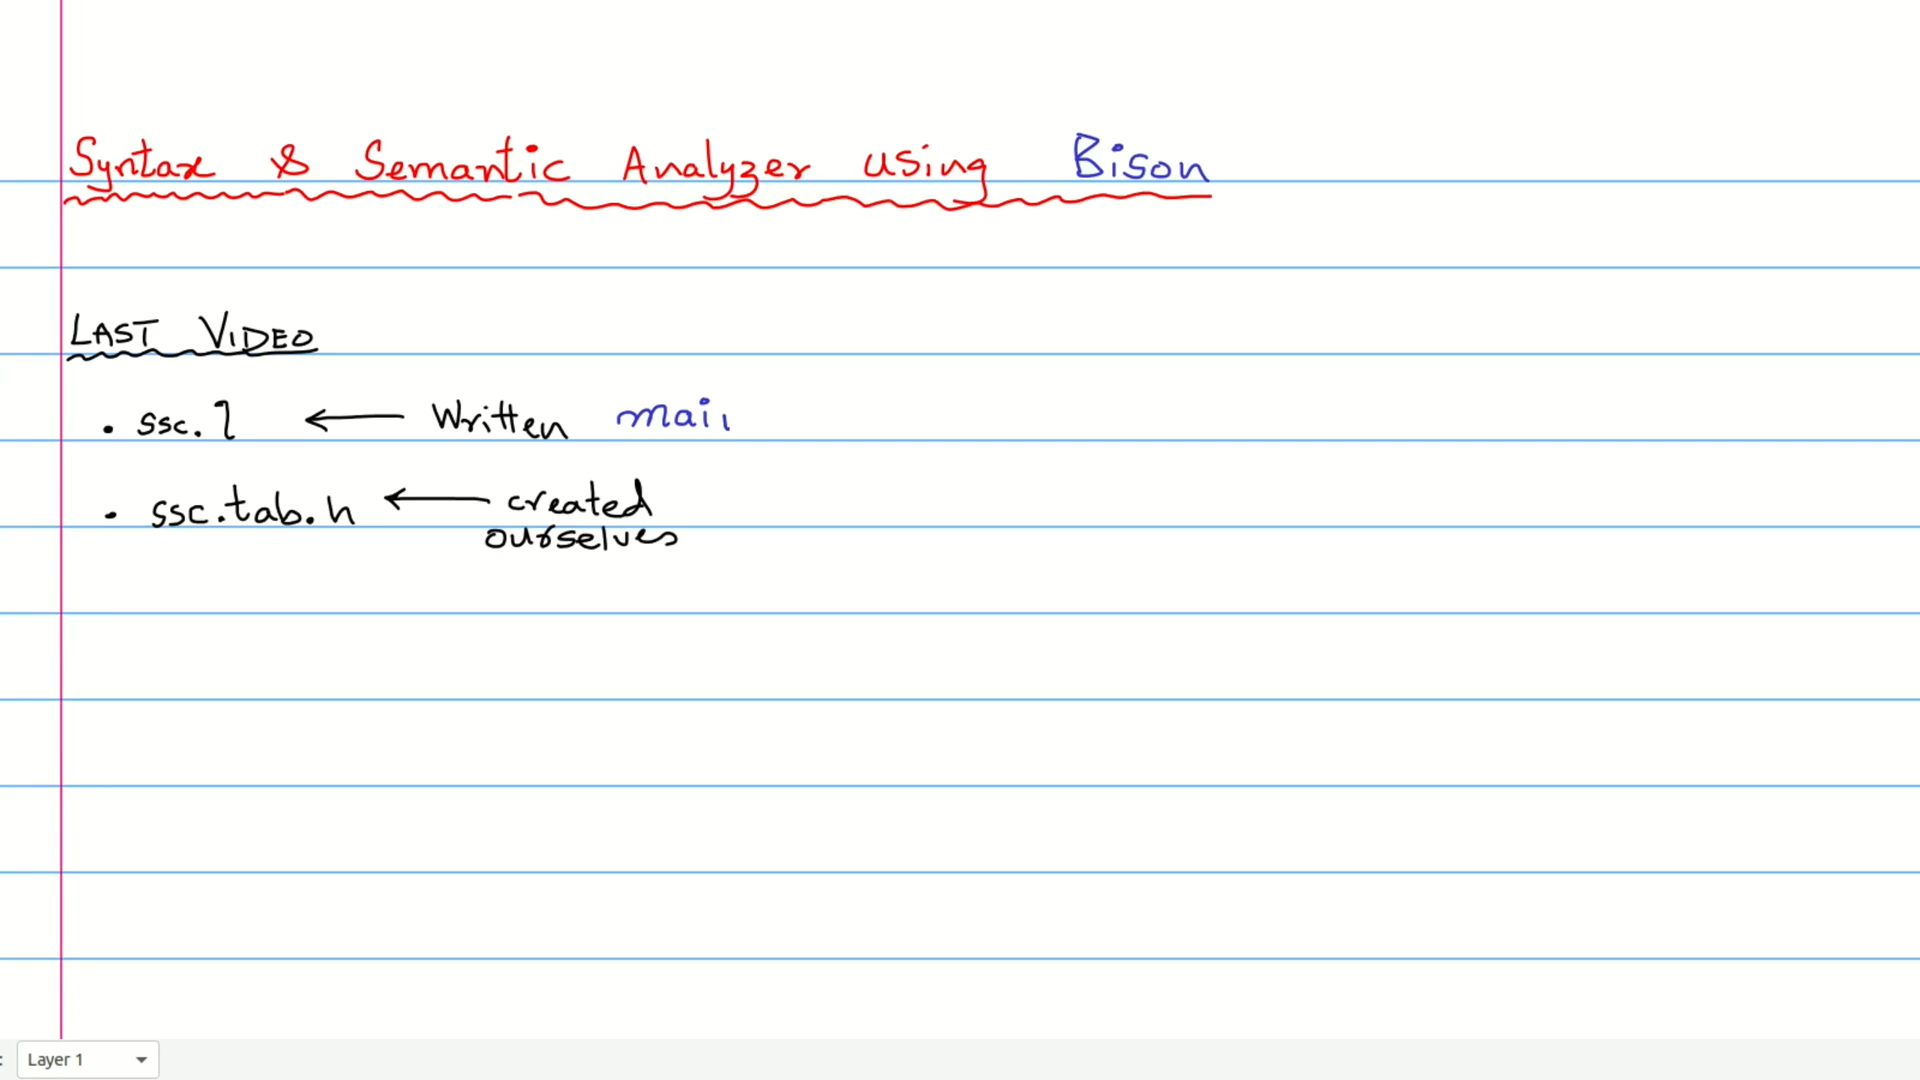 Syntax & Semantic Analyzer using Bison
LAST VIDEO
• ssc.l ← Written mai
• ssc.tab.h ← created
ourselves
: Layer 1